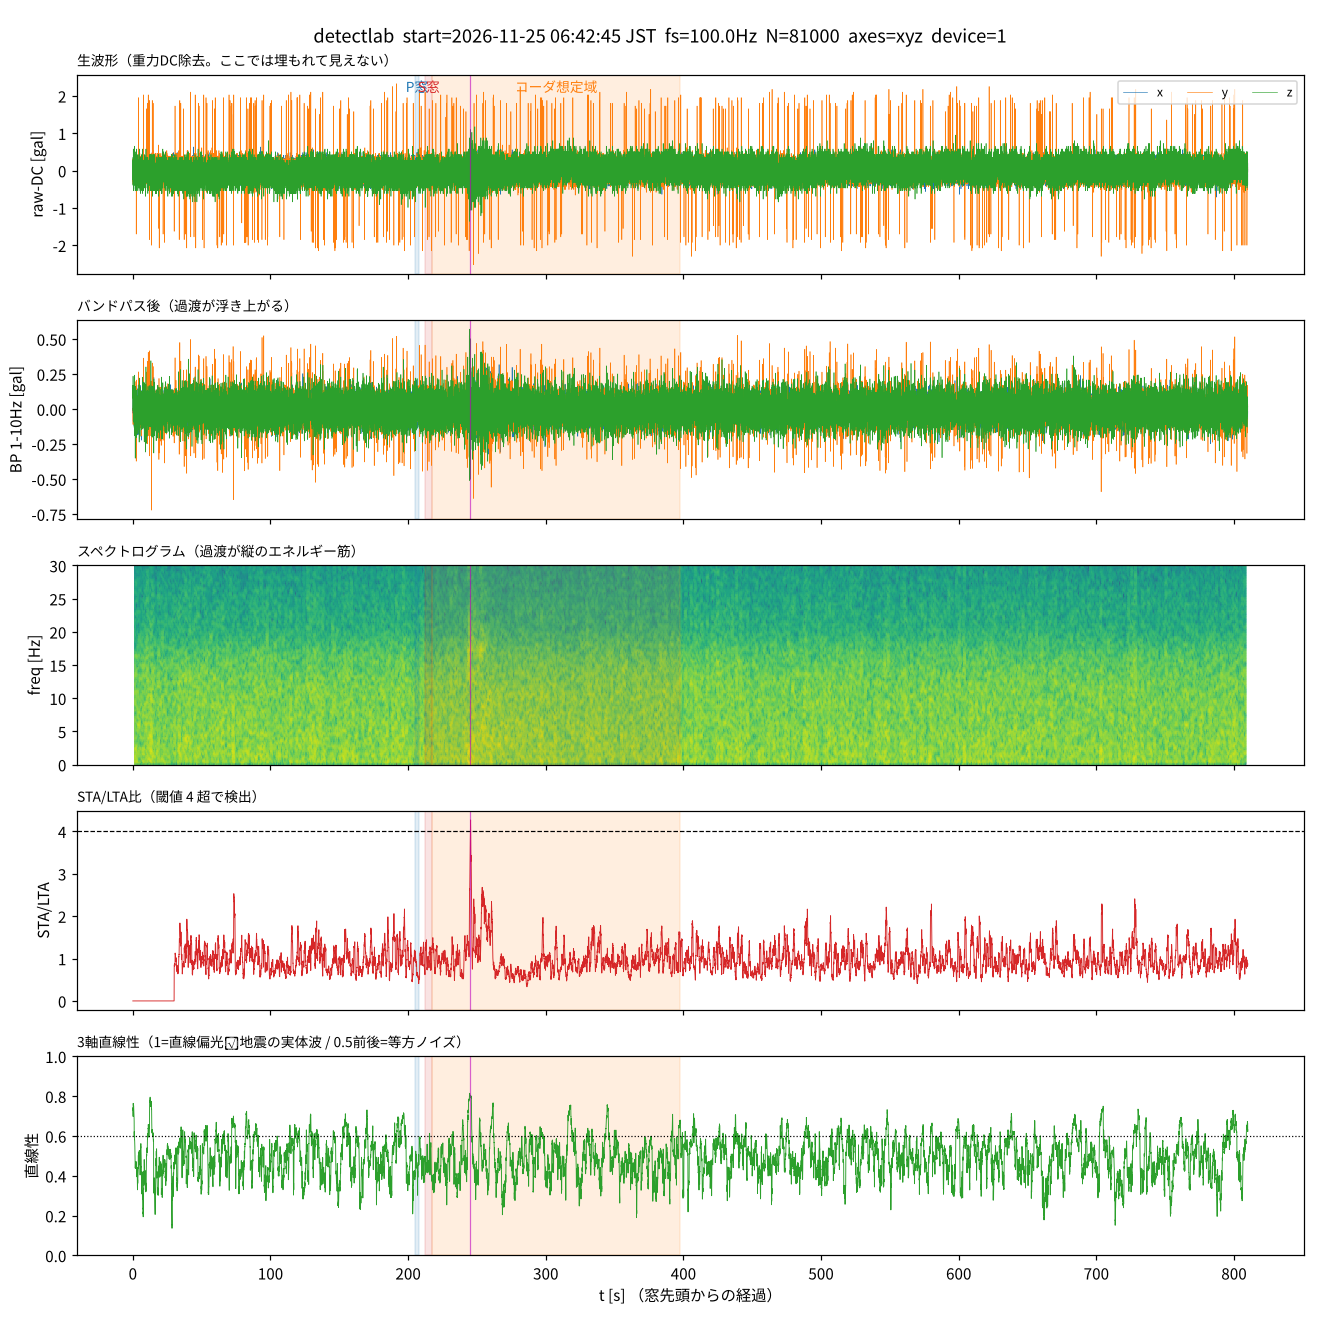 detectlab start=2026-11-25 06:42:45 JST fs=100.0Hz N=81000 axes=xyz device=1
生波形（重力DC除去。ここでは埋もれて見えない）
P窓 S窓 コーダ想定域
x y z
2
1
0
-1
-2
raw-DC [gal]
バンドパス後（過渡が浮き上がる）
0.50
0.25
0.00
-0.25
-0.50
-0.75
BP 1-10Hz [gal]
スペクトログラム（過渡が縦のエネルギー筋）
30
25
20
15
10
5
0
freq [Hz]
STA/LTA比（閾値 4 超で検出）
4
3
2
1
0
STA/LTA
3軸直線性（1=直線偏光☑地震の実体波 / 0.5前後=等方ノイズ）
1.0
0.8
0.6
0.4
0.2
0.0
直線性
0 100 200 300 400 500 600 700 800
t [s] （窓先頭からの経過）